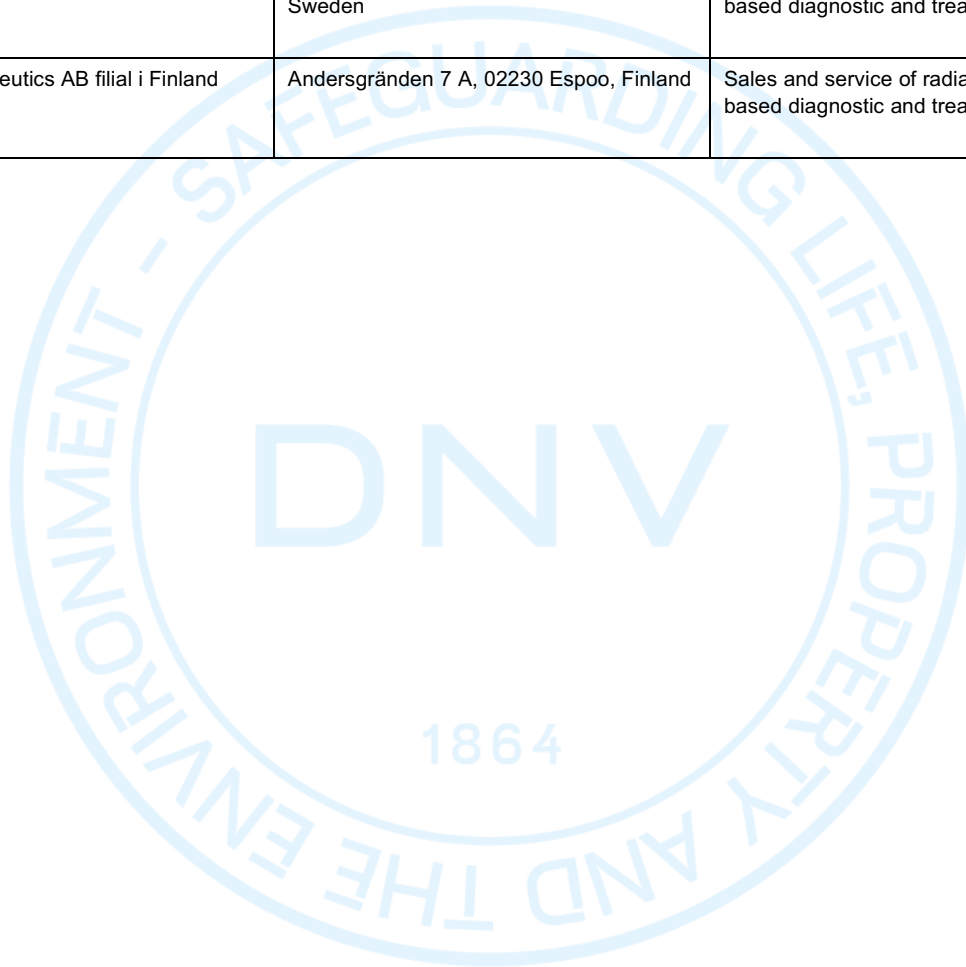 Sweden
based diagnostic and trea
eutics AB filial i Finland
Andersgränden 7 A, 02230 Espoo, Finland
Sales and service of radia
based diagnostic and trea
SAFEGUARDING LIFE, PROPERTY AND THE ENVIRONMENT -
DNV
1864